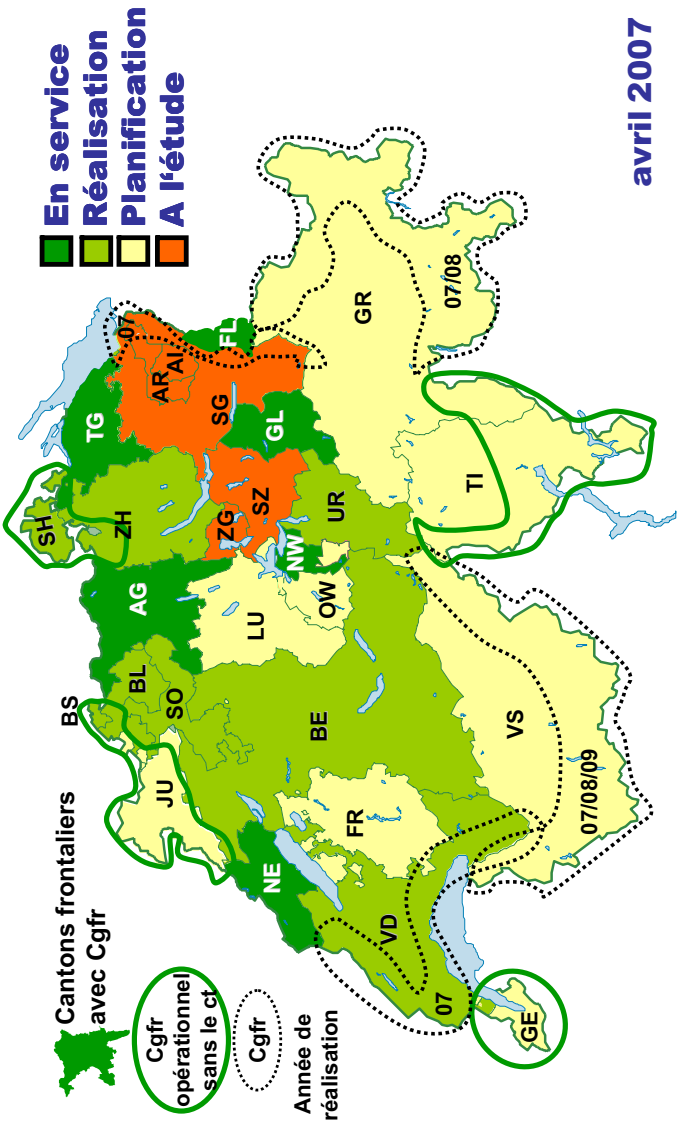 En service
Réalisation
Planification
A l'étude
Cantons frontaliers
avec Cgfr
Cgfr
opérationnel
sans le ct
Cgfr
Année de
réalisation
BS
SH
TG
07
JU
BL
AG
ZH
AR
AI
SO
FL
NE
LU
ZG
SG
SZ
GL
NW
OW
UR
BE
FR
VD
07
GE
VS
07/08/09
TI
GR
07/08
avril 2007